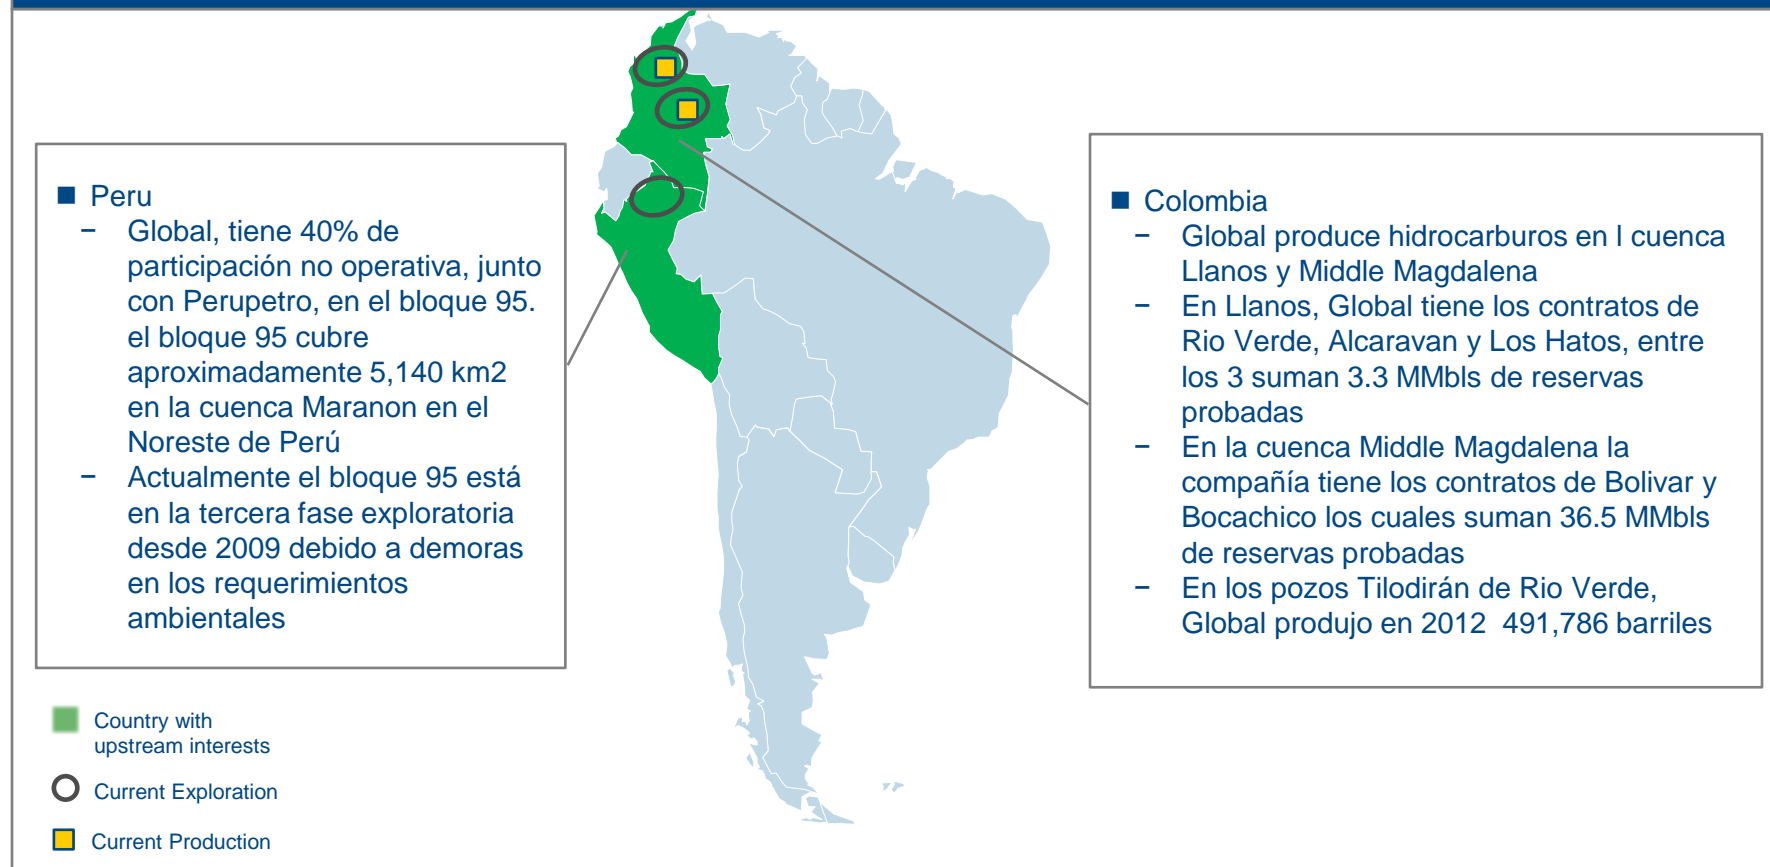 ■ Peru
− Global, tiene 40% de
participación no operativa, junto
con Perupetro, en el bloque 95.
el bloque 95 cubre
aproximadamente 5,140 km2
en la cuenca Maranon en el
Noreste de Perú
− Actualmente el bloque 95 está
en la tercera fase exploratoria
desde 2009 debido a demoras
en los requerimientos
ambientales
■ Colombia
− Global produce hidrocarburos en l cuenca
Llanos y Middle Magdalena
− En Llanos, Global tiene los contratos de
Rio Verde, Alcaravan y Los Hatos, entre
los 3 suman 3.3 MMbls de reservas
probadas
− En la cuenca Middle Magdalena la
compañía tiene los contratos de Bolivar y
Bocachico los cuales suman 36.5 MMbls
de reservas probadas
− En los pozos Tilodirán de Rio Verde,
Global produjo en 2012 491,786 barriles
Country with
upstream interests
Current Exploration
Current Production